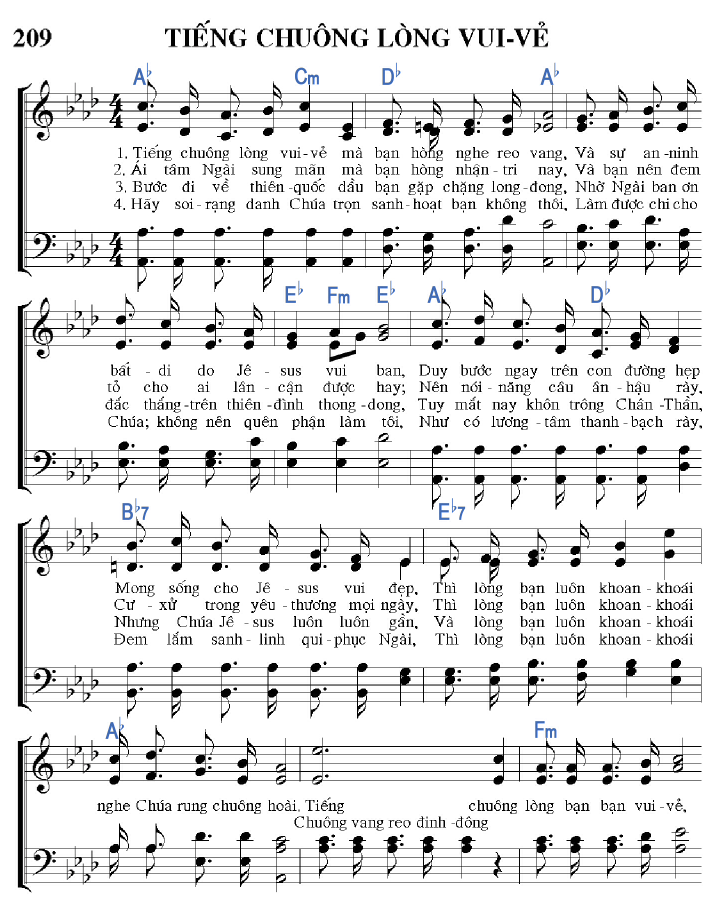 209 TIẾNG CHUÔNG LÒNG VUI-VẺ
A♭ Cm D♭ A♭
1. Tiếng chuông lòng vui-vẻ mà bạn hòng nghe reo vang, Và sự an-ninh
2. Ái tâm Ngài sung mãn mà bạn hòng nhận-tri nay, Và bạn nên đem
3. Bước đi về thiên-quốc dầu bạn gặp chặng long-đong, Nhờ Ngài ban ơn
4. Hãy soi-rạng danh Chúa trọn sanh-hoạt bạn không thôi, Làm được chi cho
E♭ Fm E♭ A♭ D♭
bất-di do Jê-sus vui ban, Duy bước ngay trên con đường hẹp
tỏ cho ai lân-cận được hay; Nên nói-năng câu ân-hậu rày,
đắc thắng-trên thiên-đình thong-dong, Tuy mất nay khôn trông Chân-Thần,
Chúa; không nên quên phận làm tôi, Như có lương-tâm thanh-bạch rày,
B♭7 E♭7
Mong sống cho Jê-sus vui đẹp, Thì lòng bạn luôn khoan-khoái
Cư-xử trong yêu-thương mọi ngày, Thì lòng bạn luôn khoan-khoái
Nhưng Chúa Jê-sus luôn luôn gần, Và lòng bạn luôn khoan-khoái
Đem lắm sanh-linh qui-phục Ngài, Thì lòng bạn luôn khoan-khoái
A♭ Fm
nghe Chúa rung chuông hoài. Tiếng chuông lòng bạn bạn vui-vẻ,
Chuông vang reo đinh-đông